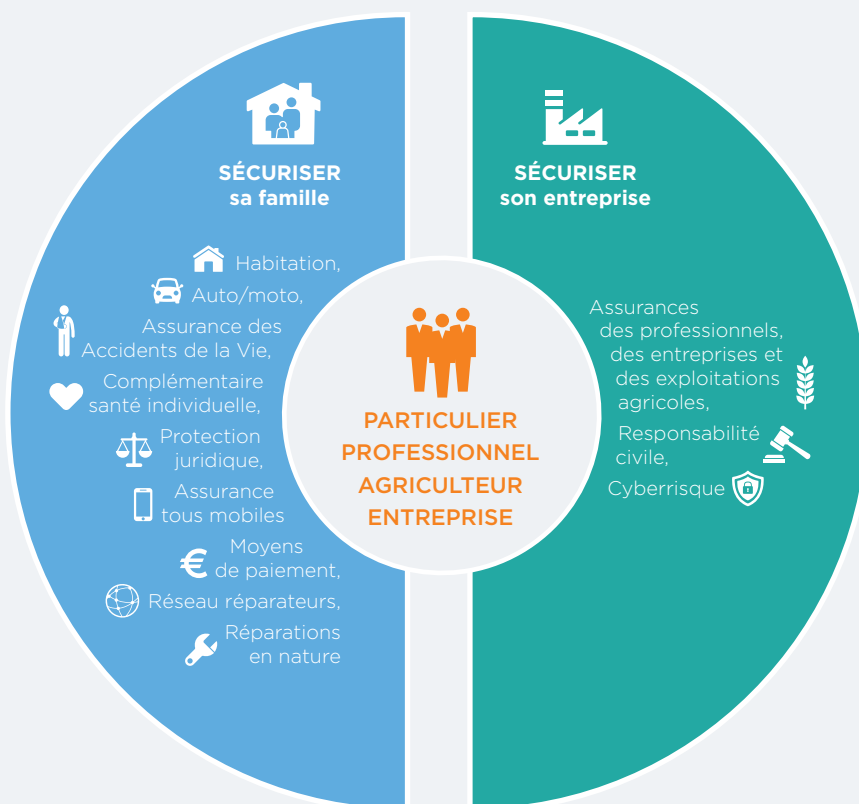 SÉCURISER
sa famille
Habitation,
Auto/moto,
Assurance des
Accidents de la Vie,
Complémentaire
santé individuelle,
Protection
juridique,
Assurance
tous mobiles
Moyens
de paiement,
Réseau réparateurs,
Réparations
en nature
PARTICULIER
PROFESSIONNEL
AGRICULTEUR
ENTREPRISE
SÉCURISER
son entreprise
Assurances
des professionnels,
des entreprises et
des exploitations
agricoles,
Responsabilité
civile,
Cyberrisque